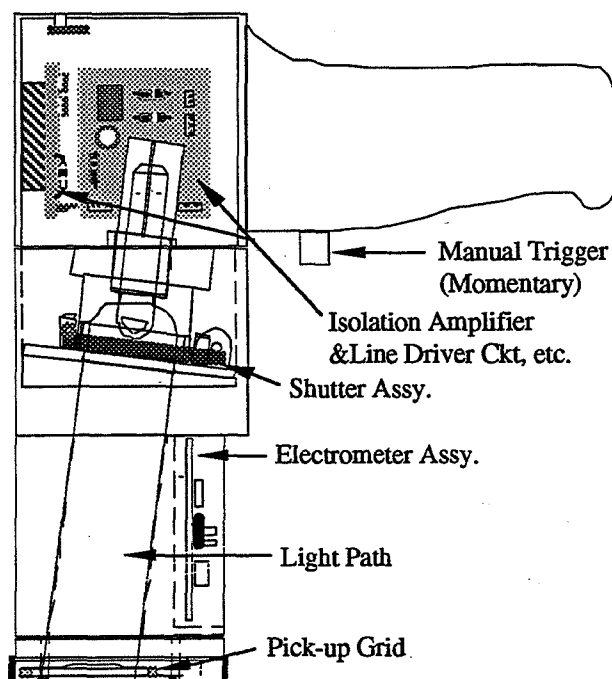 Manual Trigger
(Momentary)
Isolation Amplifier
&Line Driver Ckt, etc.
Shutter Assy.
Electrometer Assy.
Light Path
Pick-up Grid